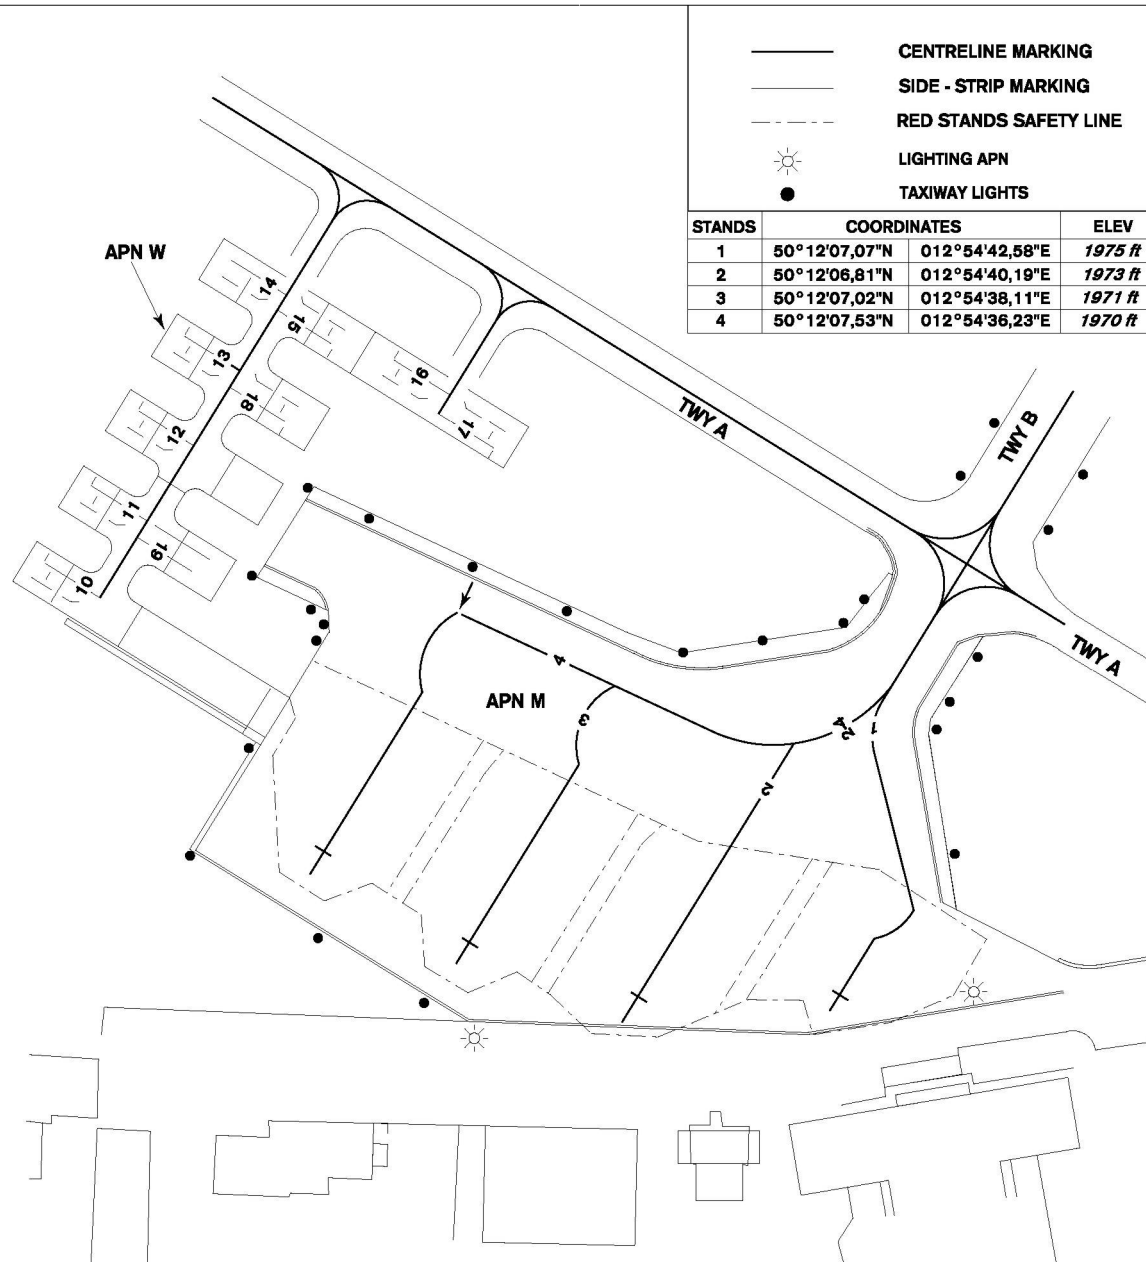 CENTRELINE MARKING
SIDE - STRIP MARKING
RED STANDS SAFETY LINE
LIGHTING APN
TAXIWAY LIGHTS
STANDS COORDINATES ELEV
1 50°12'07,07"N 012°54'42,58"E 1975 ft
2 50°12'06,81"N 012°54'40,19"E 1973 ft
3 50°12'07,02"N 012°54'38,11"E 1971 ft
4 50°12'07,53"N 012°54'36,23"E 1970 ft
APN W
14
15
13
16
18
12
17
TWY A
TWY B
11
19
10
TWY A
4
APN M
3
2-4
1
2